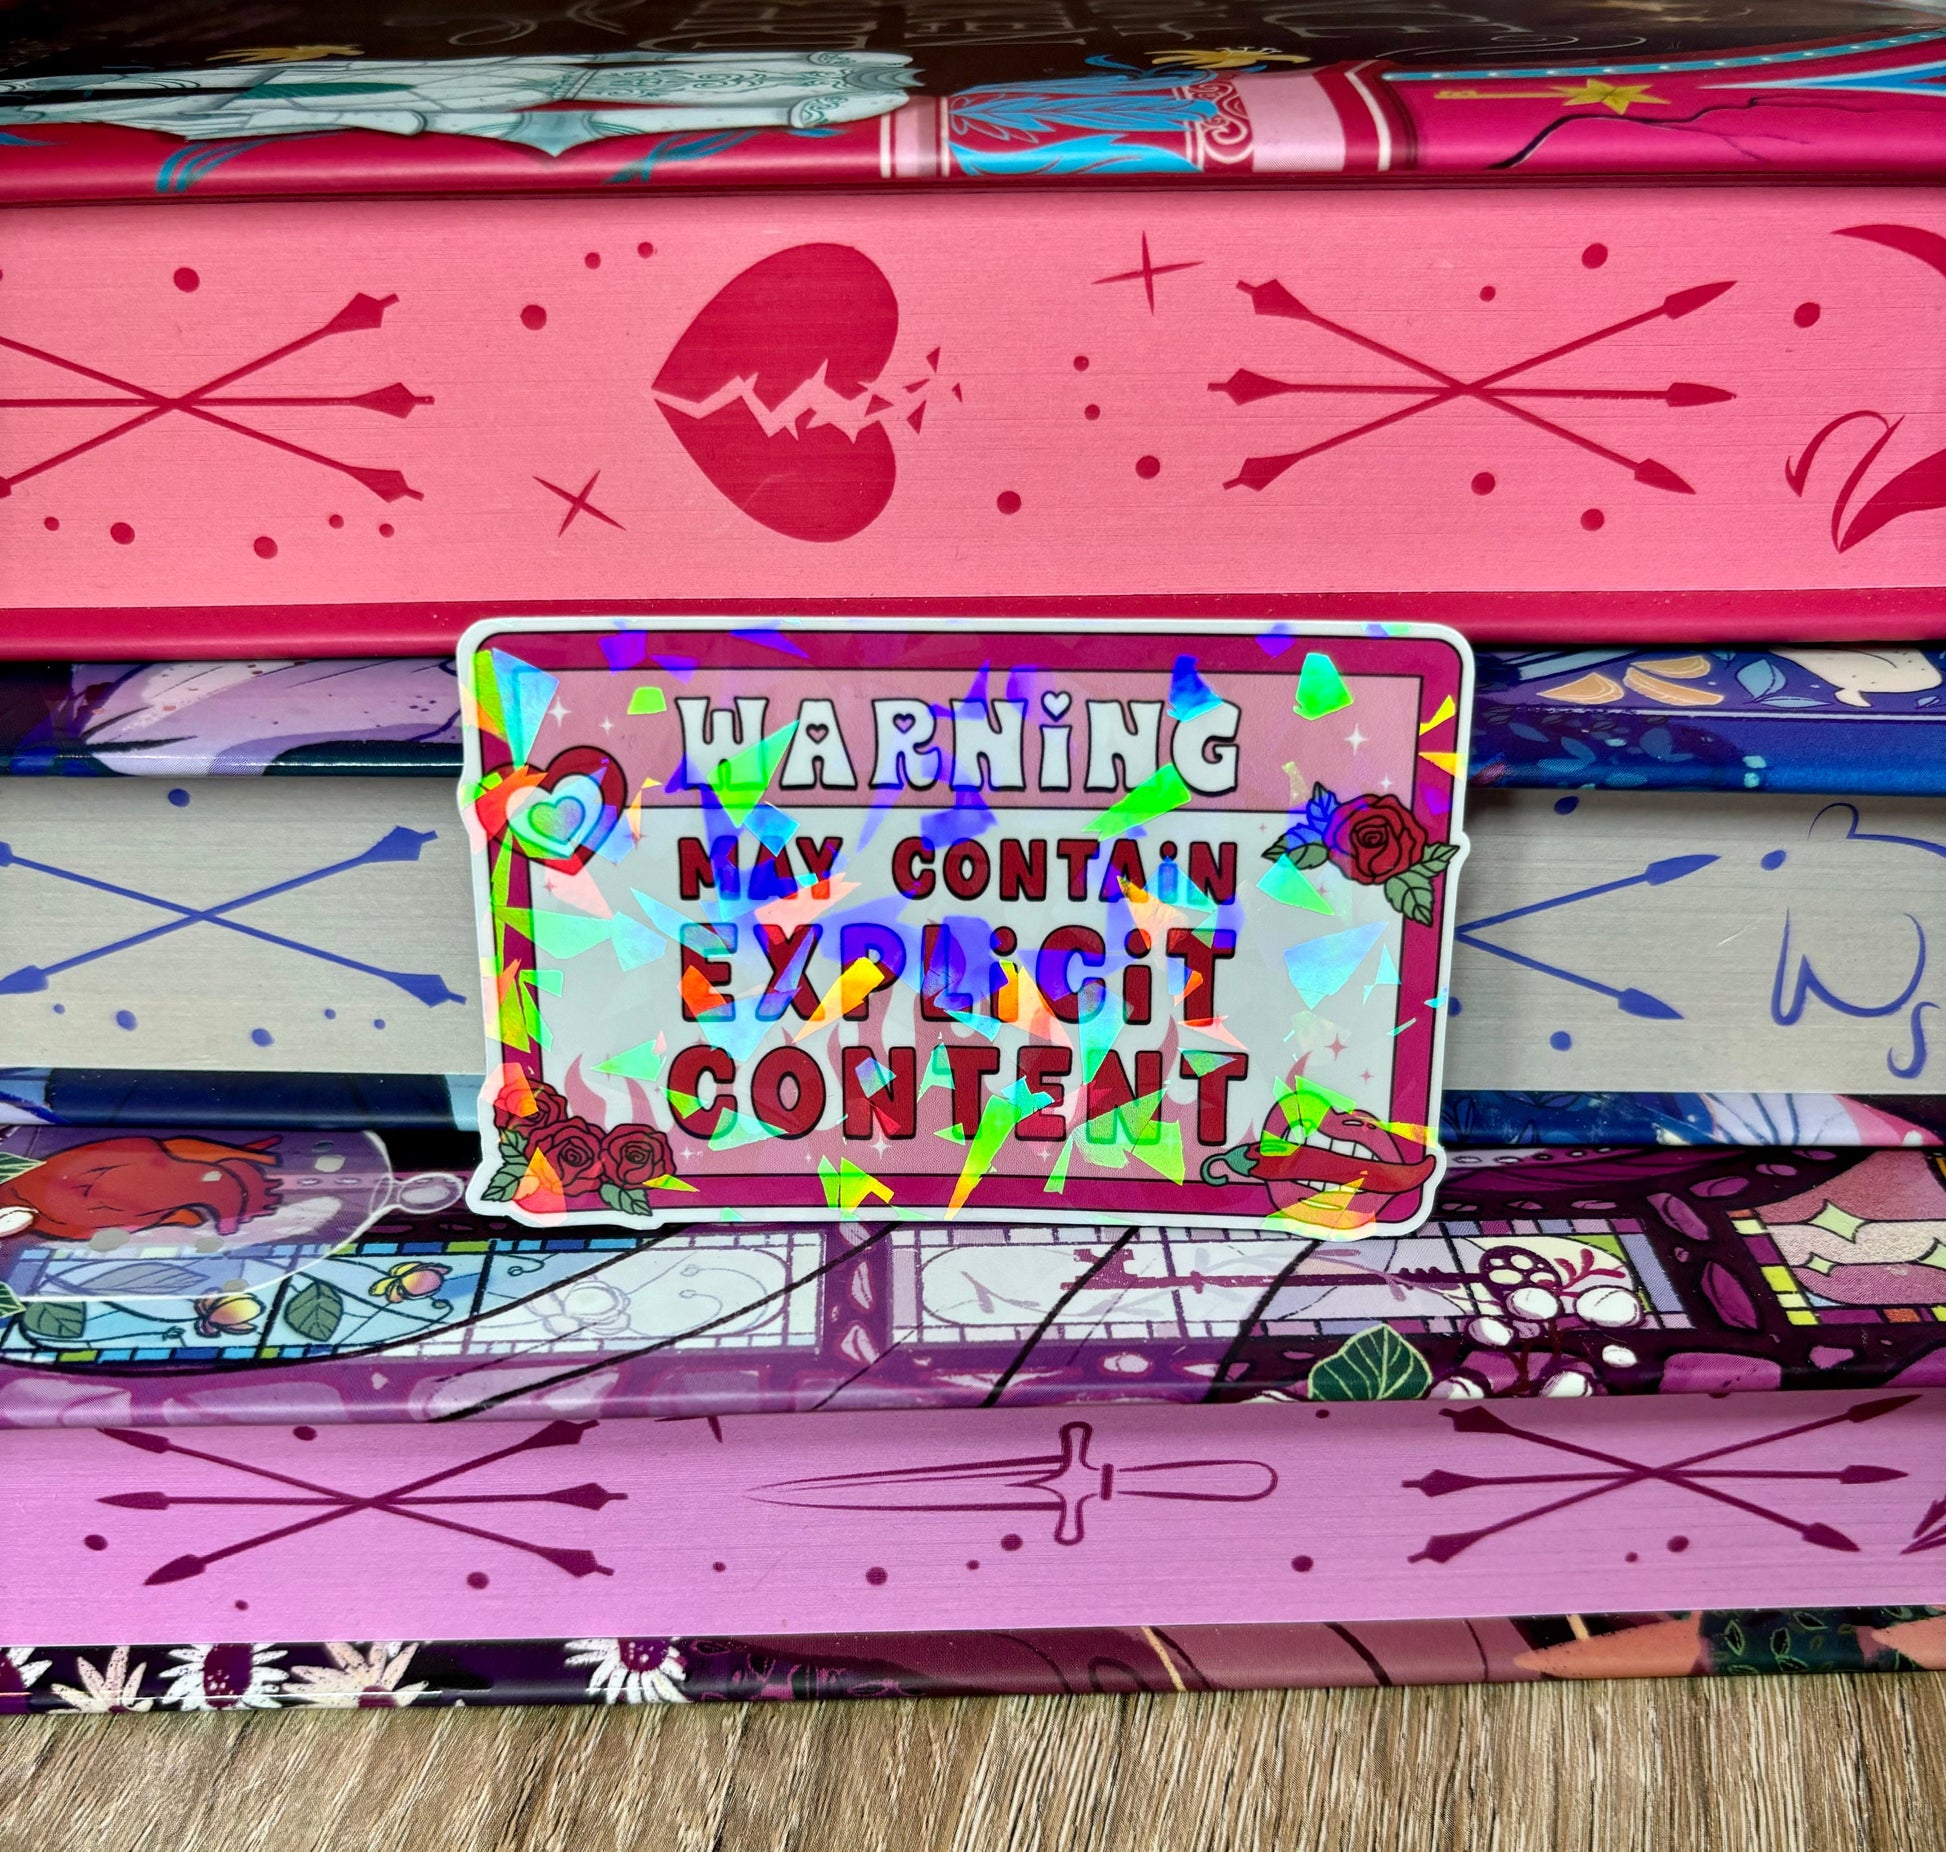 WARNiNG
MAY CONTAiN
EXPLiCiT
CONTENT